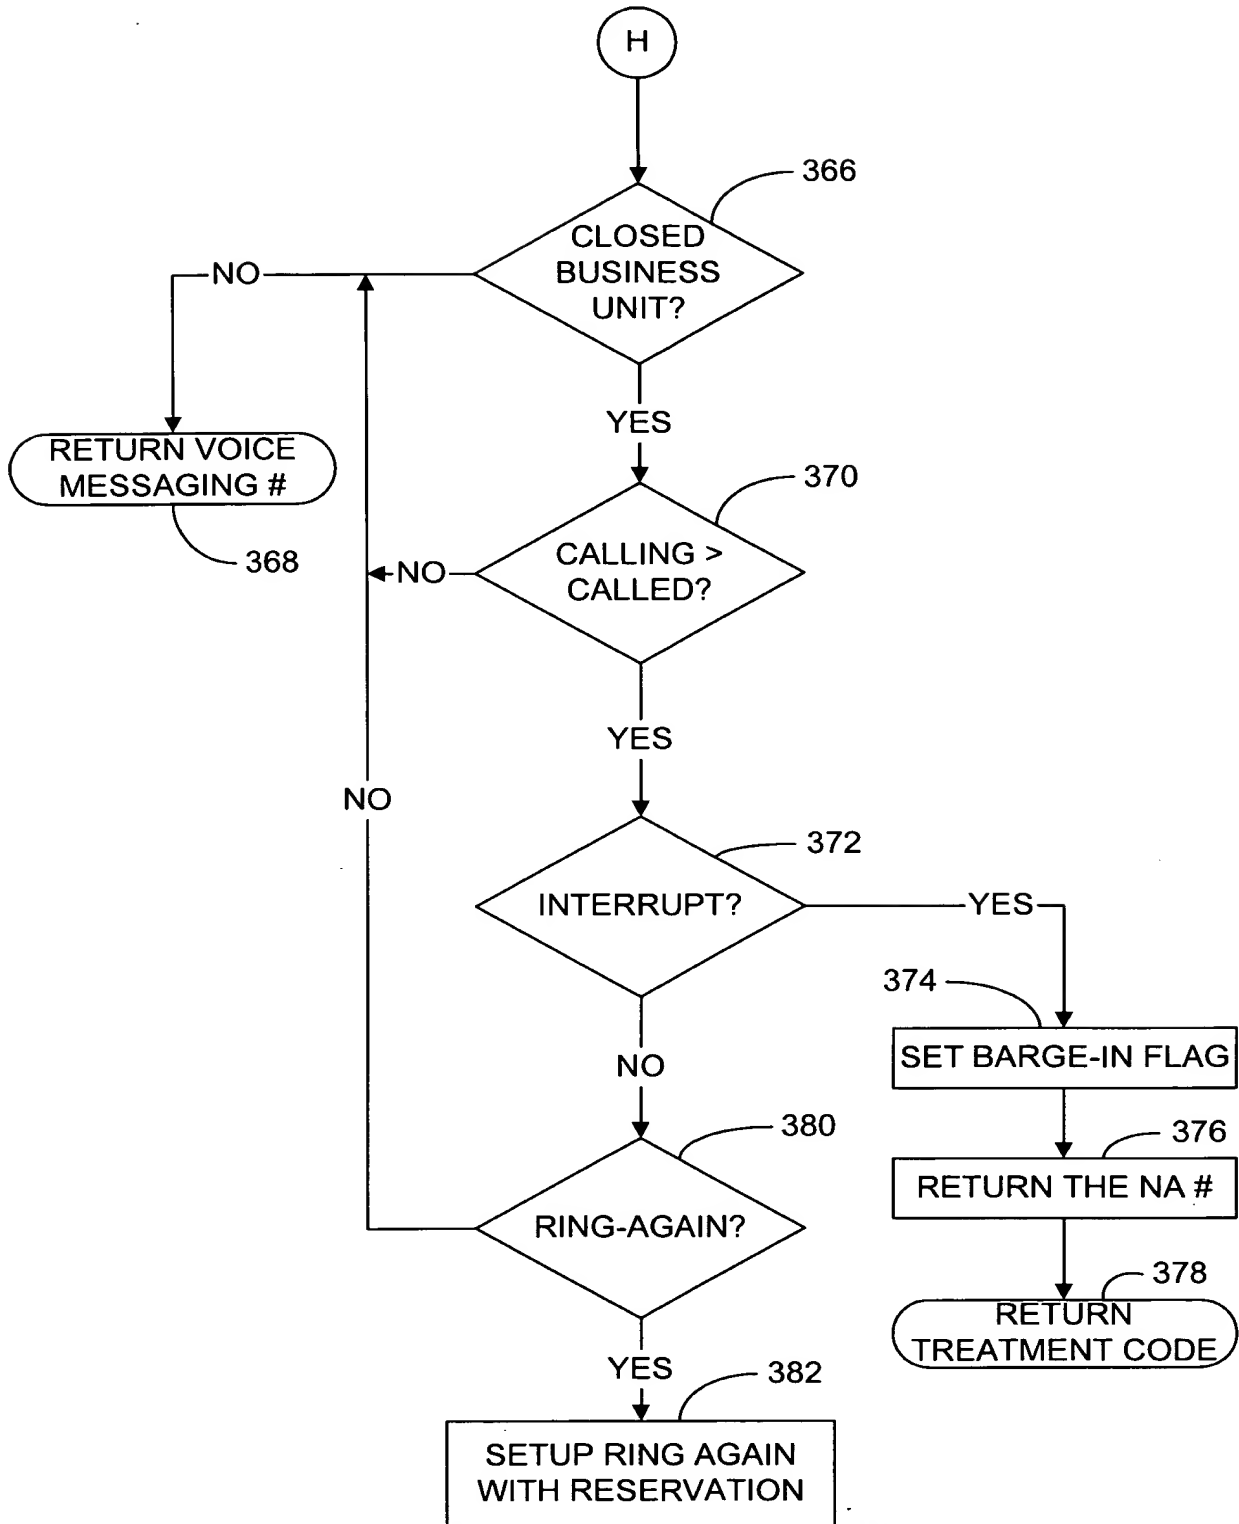 H
366
CLOSED
BUSINESS
UNIT?
NO
YES
RETURN VOICE
MESSAGING #
368
370
CALLING >
CALLED?
NO
YES
NO
372
INTERRUPT?
YES
374
SET BARGE-IN FLAG
NO
376
RETURN THE NA #
380
RING-AGAIN?
378
RETURN
TREATMENT CODE
YES
382
SETUP RING AGAIN
WITH RESERVATION